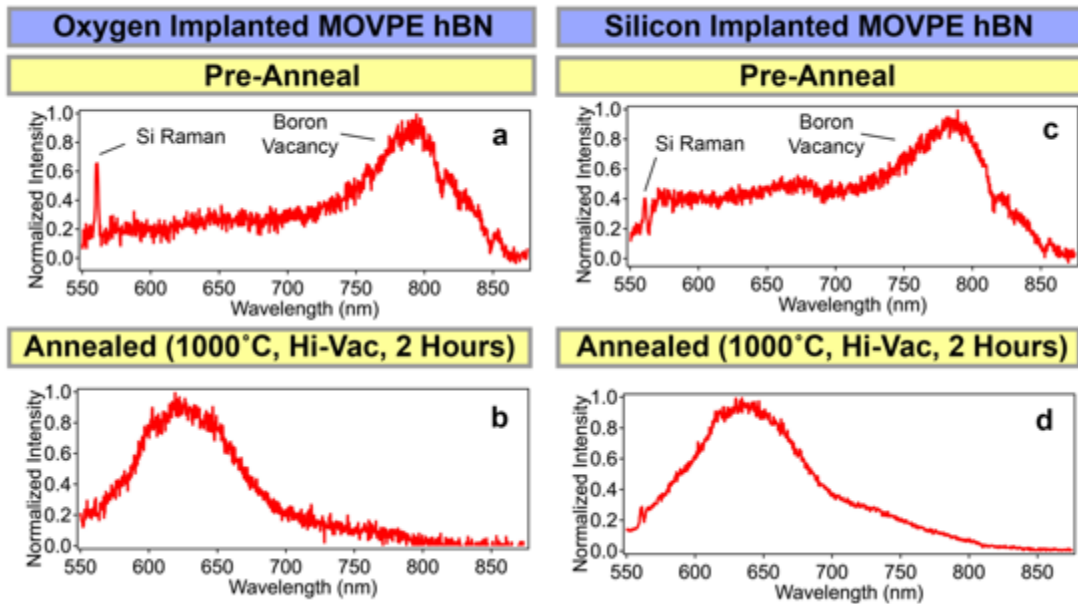 Oxygen Implanted MOVPE hBN
Pre-Anneal
1.0
0.8
0.6
0.4
0.2
0.0
Normalized Intensity
Si Raman
Boron
Vacancy
a
550 600 650 700 750 800 850
Wavelength (nm)
Annealed (1000˚C, Hi-Vac, 2 Hours)
1.0
0.8
0.6
0.4
0.2
0.0
Normalized Intensity
b
550 600 650 700 750 800 850
Wavelength (nm)
Silicon Implanted MOVPE hBN
Pre-Anneal
1.0
0.8
0.6
0.4
0.2
0.0
Normalized Intensity
Si Raman
Boron
Vacancy
c
550 600 650 700 750 800 850
Wavelength (nm)
Annealed (1000˚C, Hi-Vac, 2 Hours)
1.0
0.8
0.6
0.4
0.2
0.0
Normalized Intensity
d
550 600 650 700 750 800 850
Wavelength (nm)